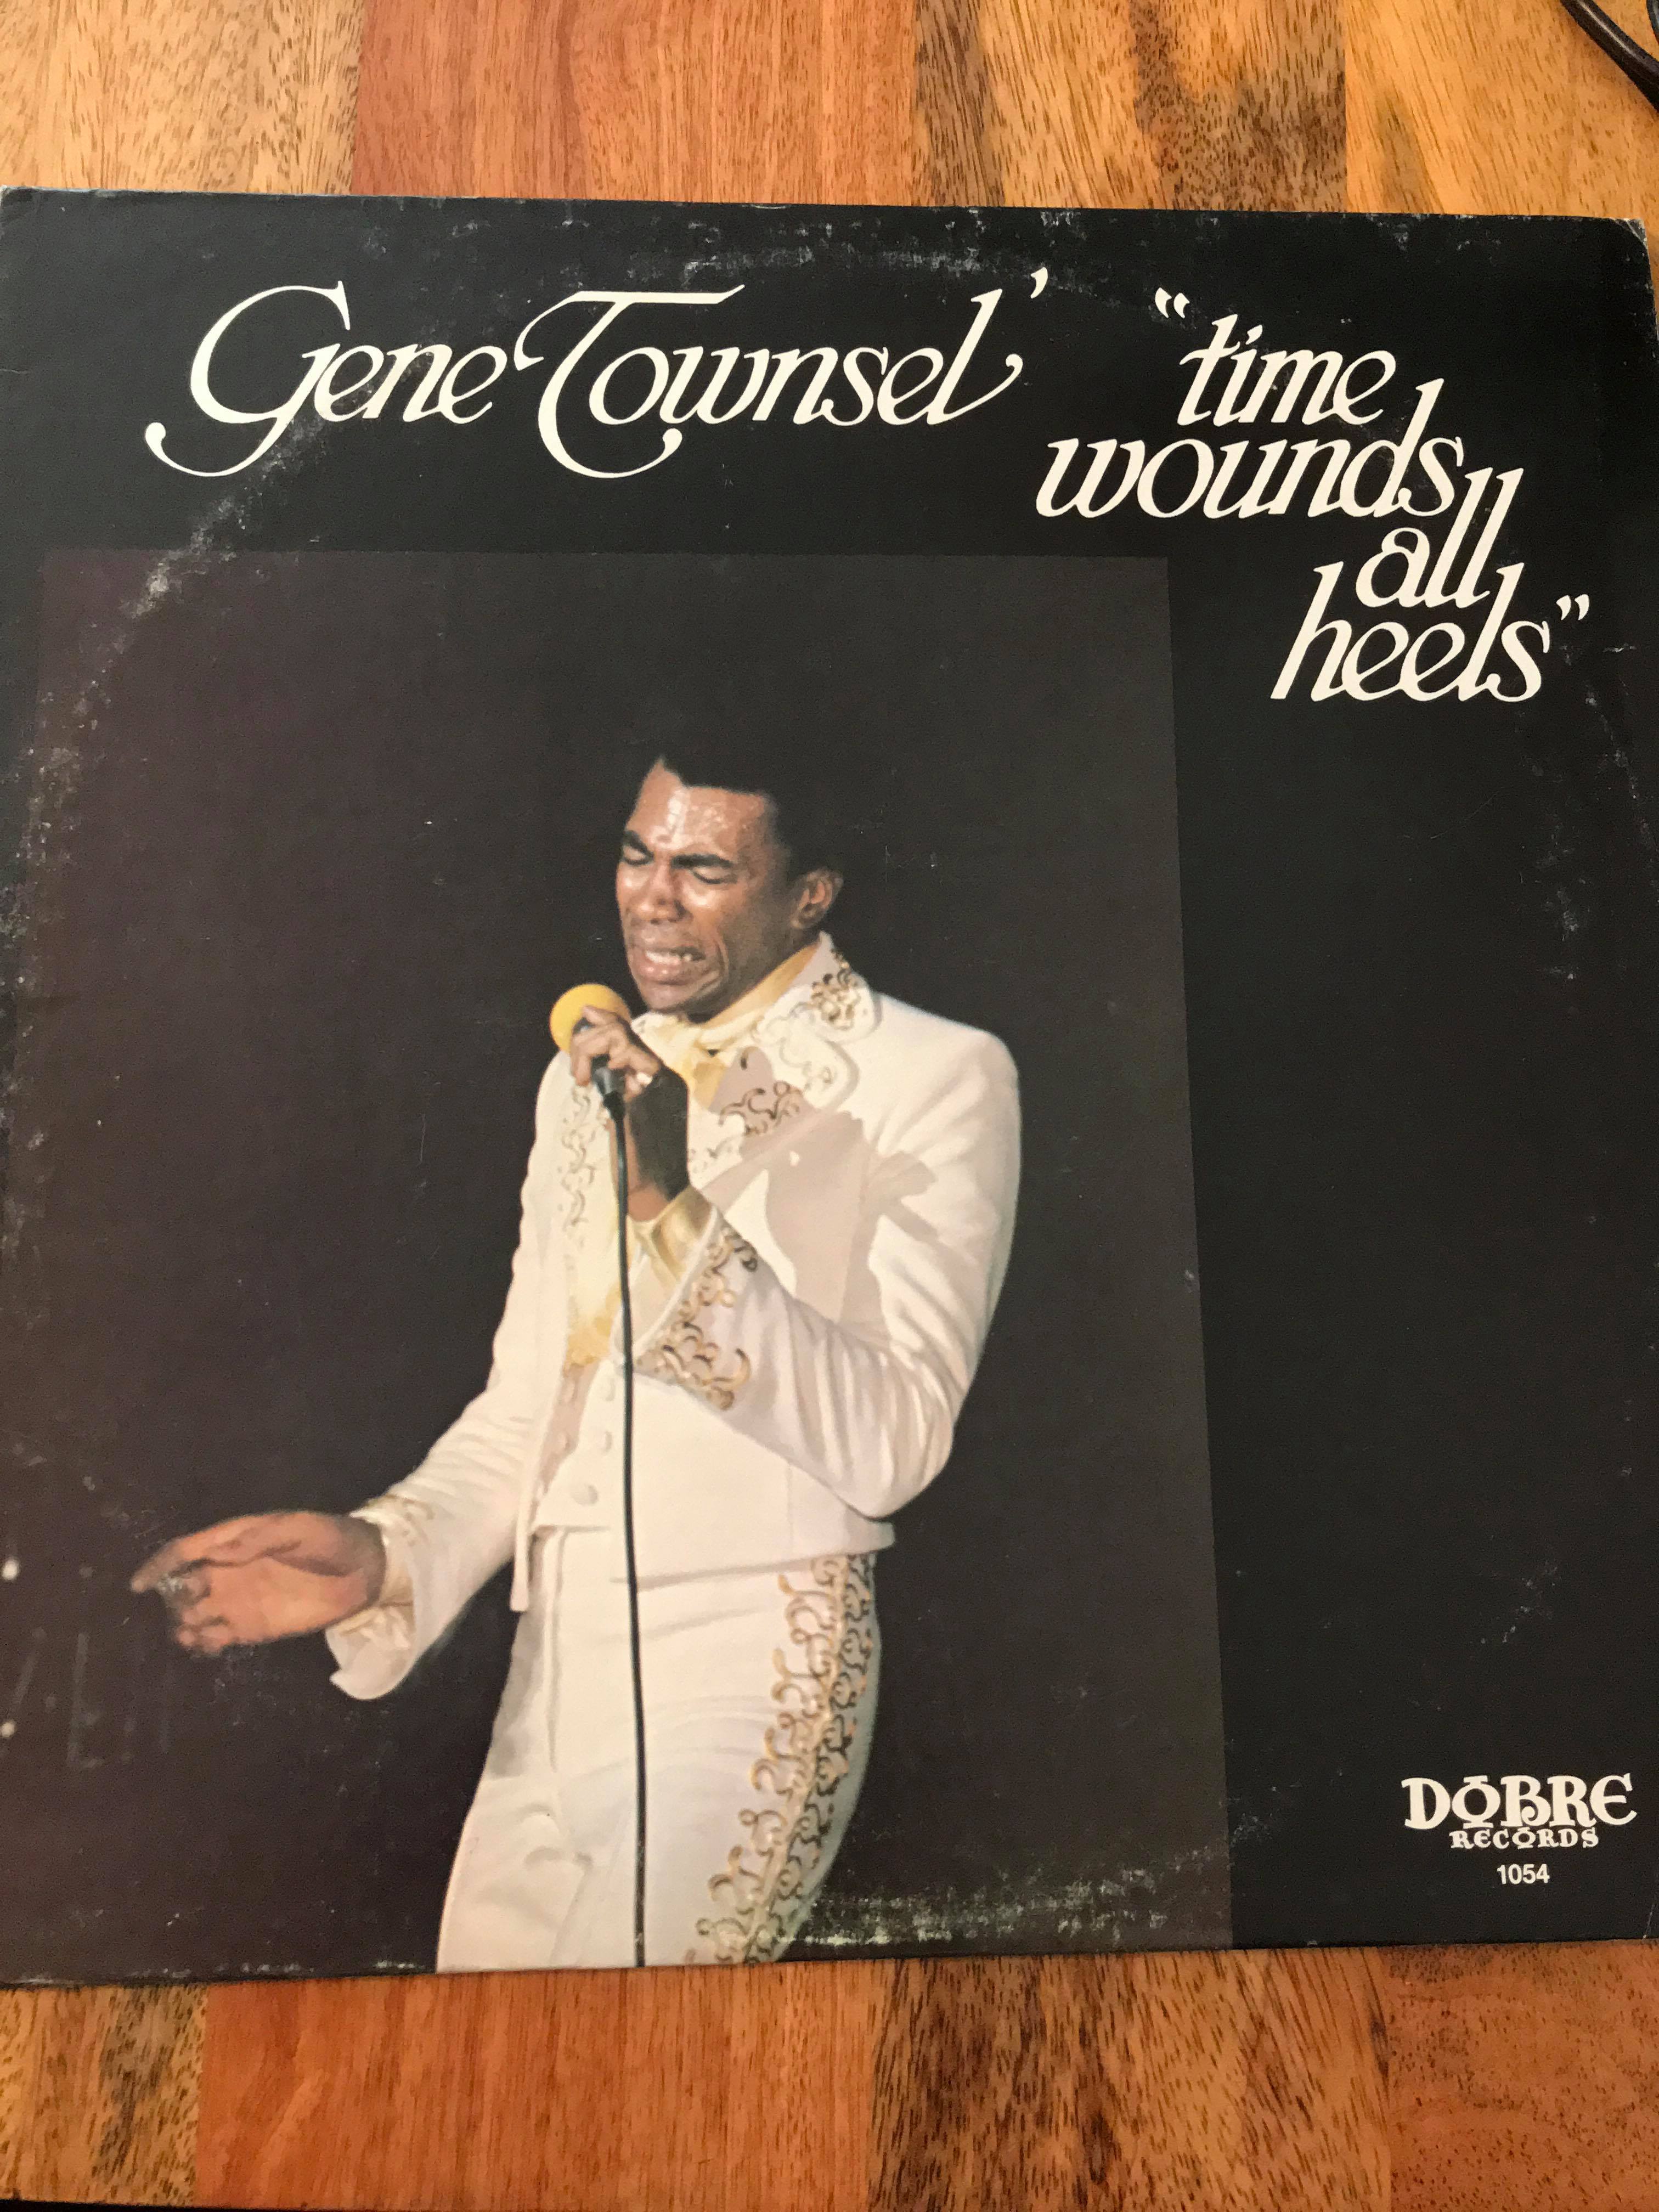 Gene Townsel' "time
wounds
all
heels"
DOBRE
RECORDS
1054